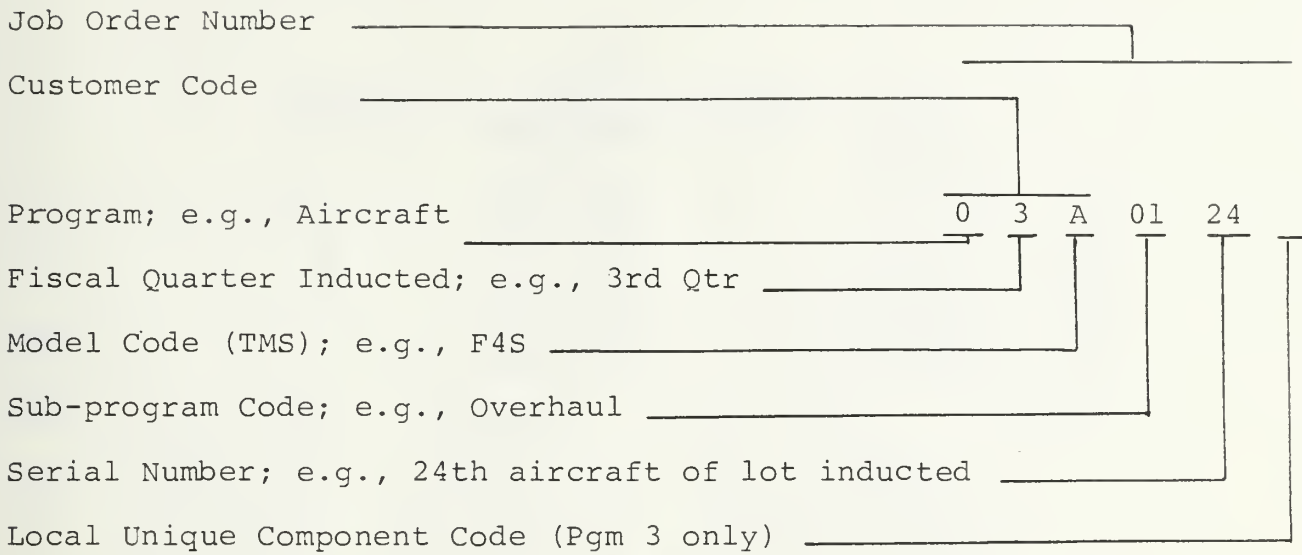 Job Order Number
Customer Code
Program; e.g., Aircraft 0 3 A 01 24
Fiscal Quarter Inducted; e.g., 3rd Qtr
Model Code (TMS); e.g., F4S
Sub-program Code; e.g., Overhaul
Serial Number; e.g., 24th aircraft of lot inducted
Local Unique Component Code (Pgm 3 only)